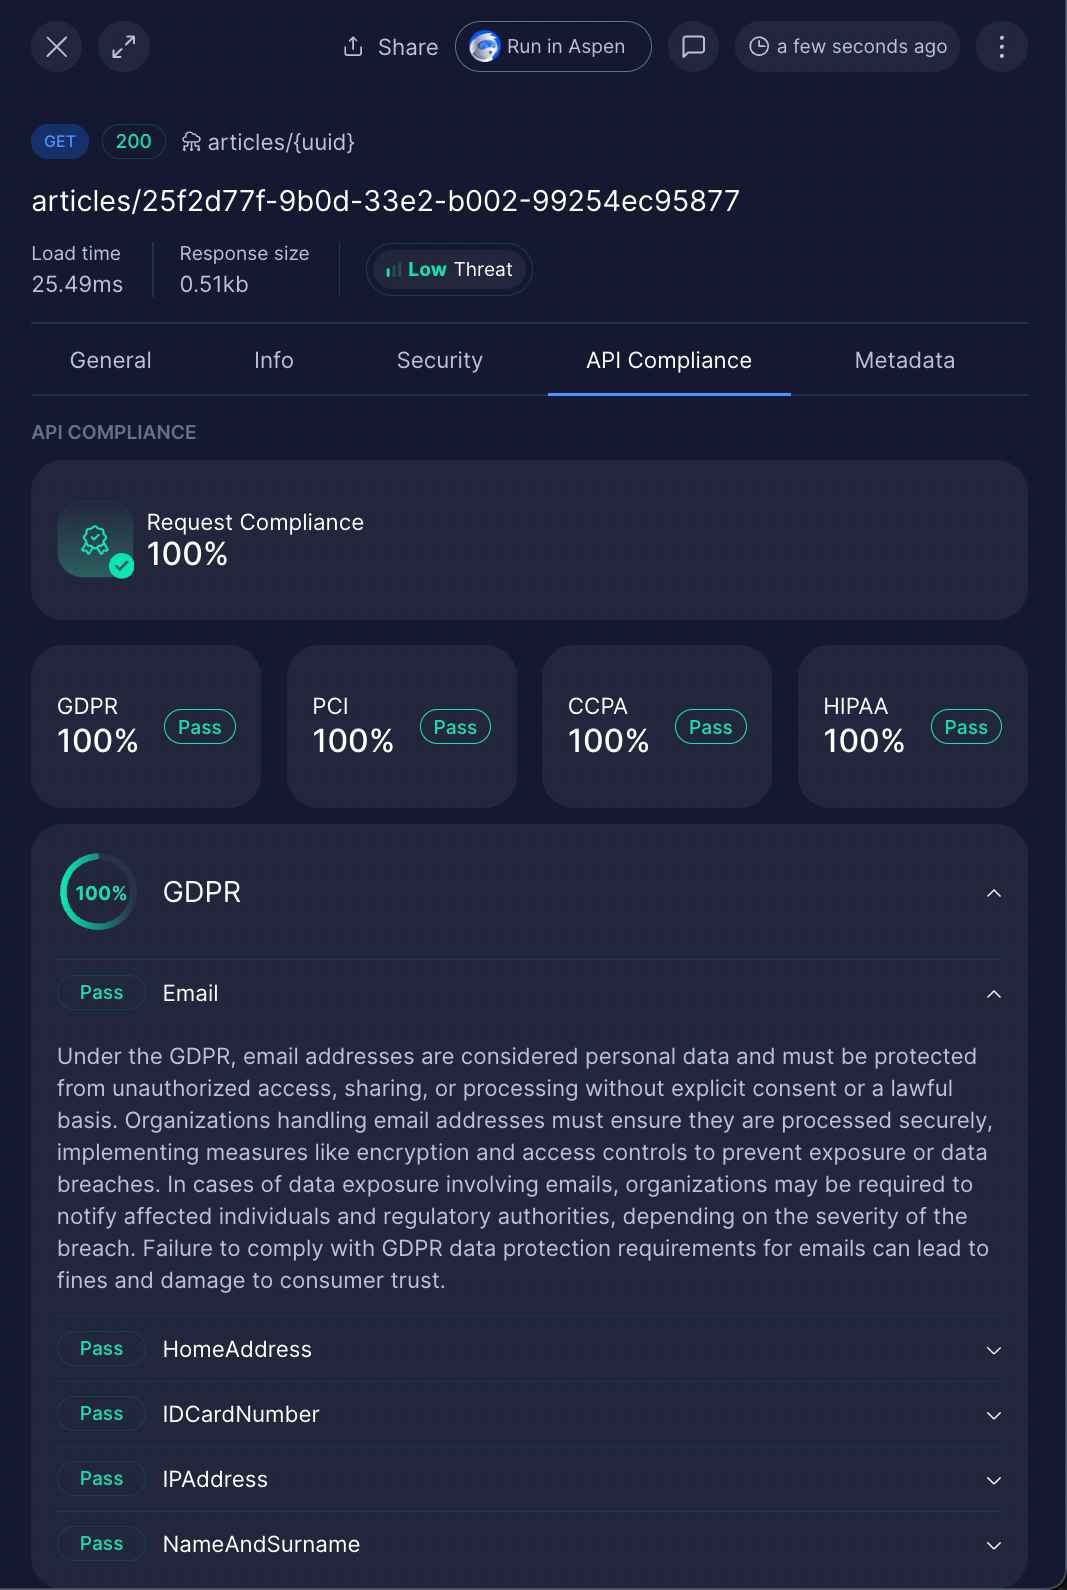 Share
Run in Aspen
a few seconds ago
GET
200
articles/{uuid}
articles/25f2d77f-9b0d-33e2-b002-99254ec95877
Load time
25.49ms
Response size
0.51kb
Low Threat
General
Info
Security
API Compliance
Metadata
API COMPLIANCE
Request Compliance
100%
GDPR
100%
Pass
PCI
100%
Pass
CCPA
100%
Pass
HIPAA
100%
Pass
100%
GDPR
Pass
Email
Under the GDPR, email addresses are considered personal data and must be protected
from unauthorized access, sharing, or processing without explicit consent or a lawful
basis. Organizations handling email addresses must ensure they are processed securely,
implementing measures like encryption and access controls to prevent exposure or data
breaches. In cases of data exposure involving emails, organizations may be required to
notify affected individuals and regulatory authorities, depending on the severity of the
breach. Failure to comply with GDPR data protection requirements for emails can lead to
fines and damage to consumer trust.
Pass
HomeAddress
Pass
IDCardNumber
Pass
IPAddress
Pass
NameAndSurname